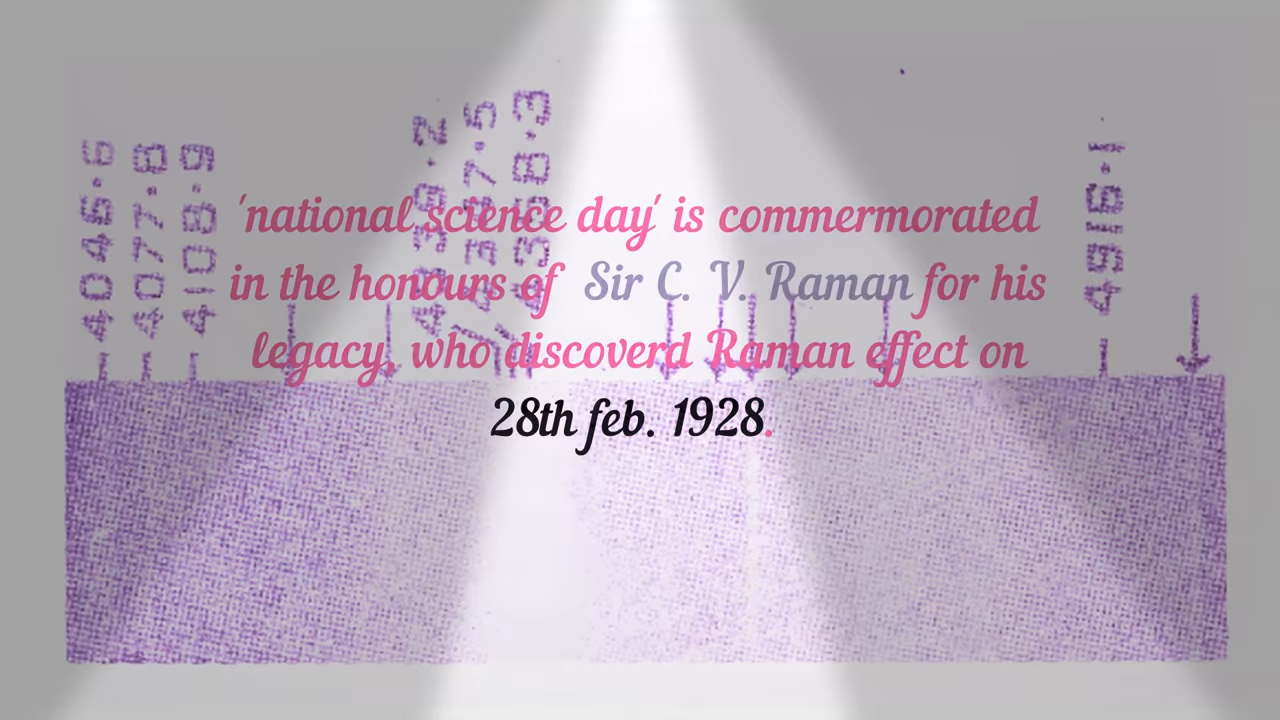 4046·6
4077·8
4108·9
4339·2
4347·5
4358·3
4916·1
'national science day' is commermorated
in the honours of Sir C. V. Raman for his
legacy, who discoverd Raman effect on
28th feb. 1928.